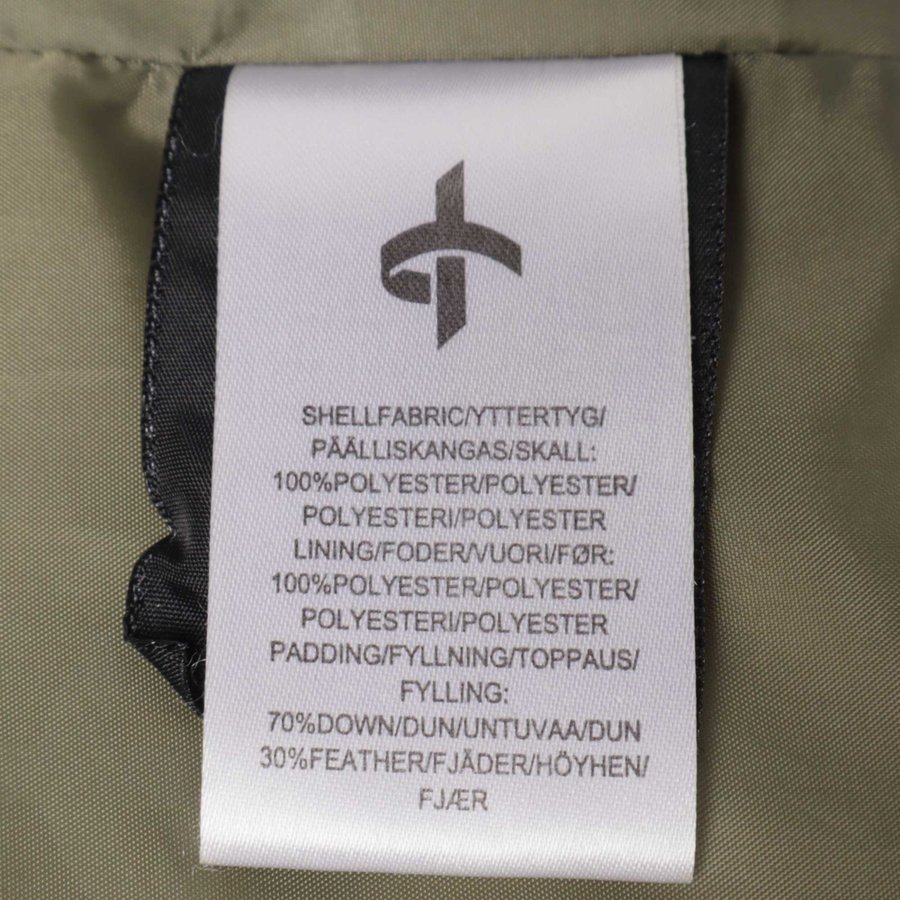 SHELLFABRIC/YTTERTYG/
PÄÄLLISKANGAS/SKALL:
100%POLYESTER/POLYESTER/
POLYESTERI/POLYESTER
LINING/FODER/VUORI/FØR:
100%POLYESTER/POLYESTER/
POLYESTERI/POLYESTER
PADDING/FYLLNING/TOPPAUS/
FYLLING:
70%DOWN/DUN/UNTUVAA/DUN
30%FEATHER/FJÄDER/HÖYHEN/
FJÆR